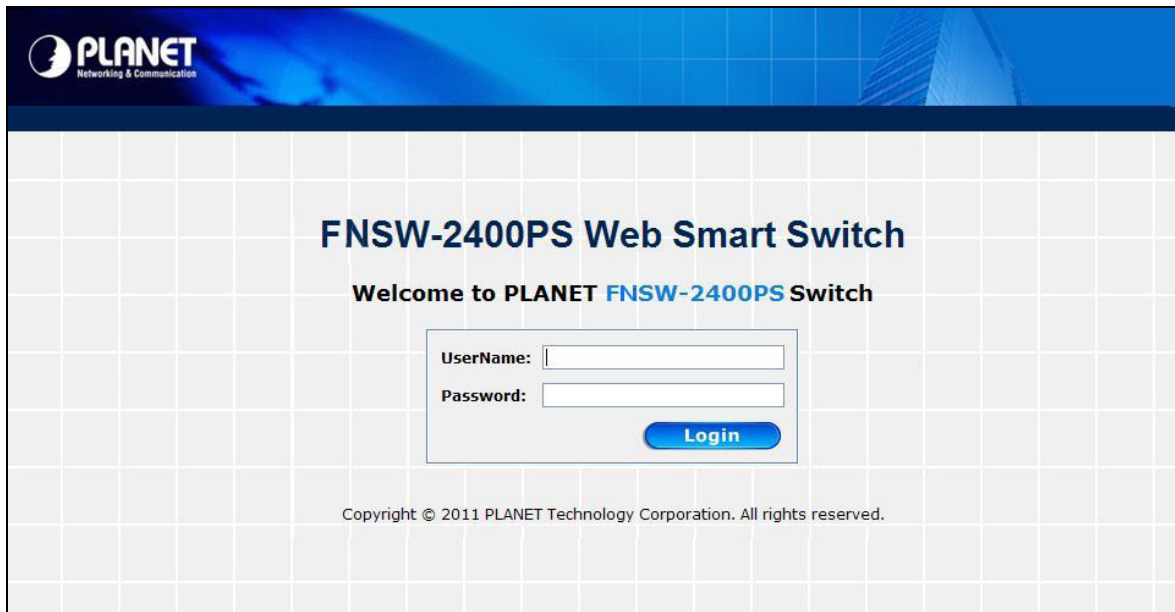 PLANET
Networking & Communication
FNSW-2400PS Web Smart Switch
Welcome to PLANET FNSW-2400PS Switch
UserName:
Password:
Login
Copyright © 2011 PLANET Technology Corporation. All rights reserved.